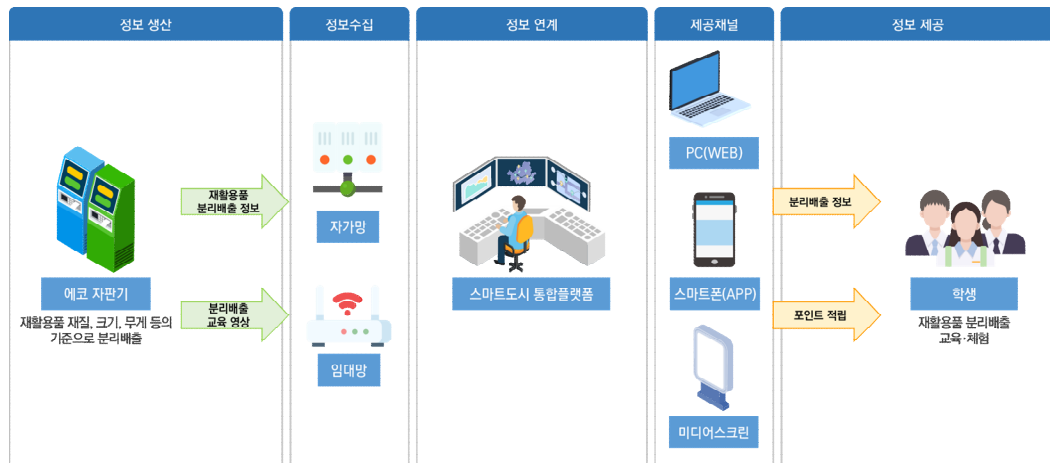 정보 생산
정보수집
정보 연계
제공채널
정보 제공
에코 자판기
재활용품 재질, 크기, 무게 등의
기준으로 분리배출
재활용품
분리배출 정보
분리배출
교육 영상
자가망
임대망
스마트도시 통합플랫폼
PC(WEB)
스마트폰(APP)
미디어스크린
분리배출 정보
포인트 적립
학생
재활용품 분리배출
교육·체험